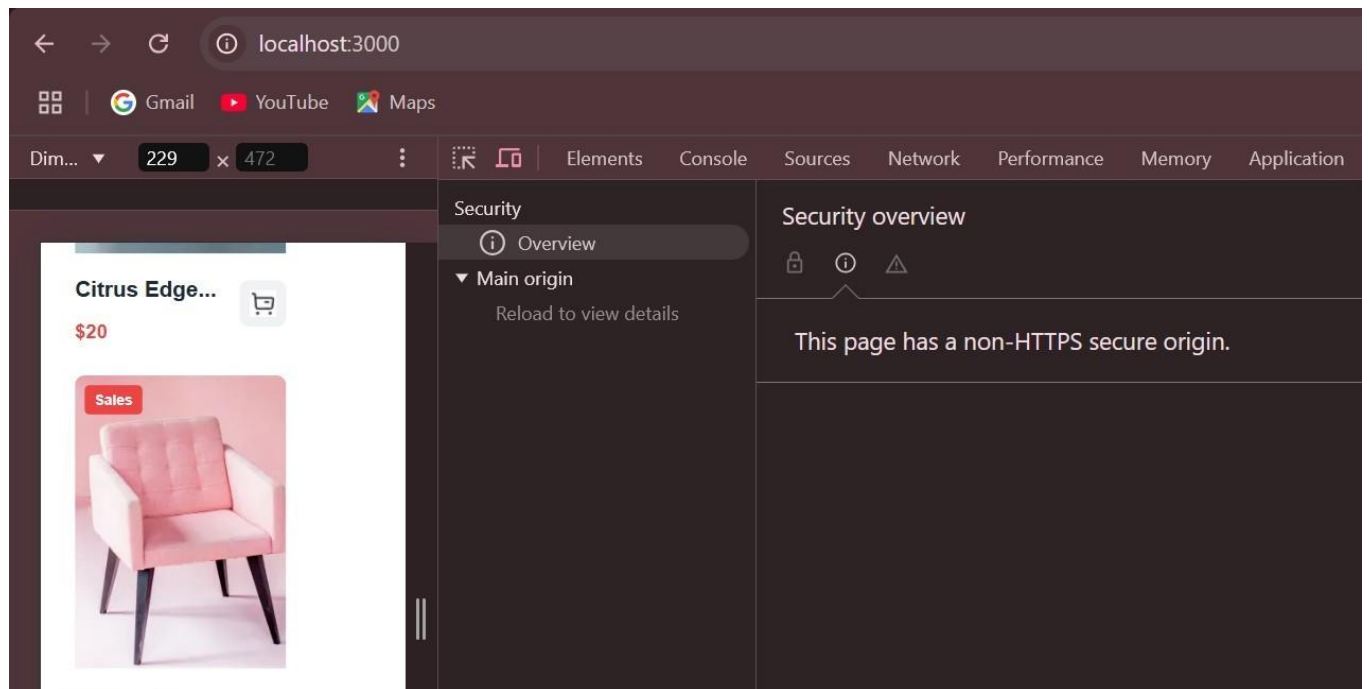 localhost:3000
Gmail YouTube Maps
Dim... 229 × 472 Elements Console Sources Network Performance Memory Application
Security
Overview
Main origin
Reload to view details
Security overview
This page has a non-HTTPS secure origin.
Citrus Edge...
$20
Sales